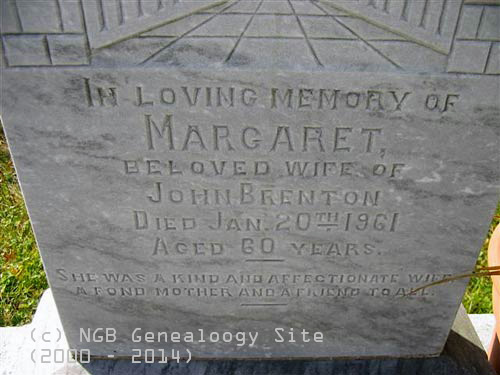 IN LOVING MEMORY OF
MARGARET,
BELOVED WIFE OF
JOHN BRENTON
DIED JAN. 20TH 1961
AGED 60 YEARS.
SHE WAS A KIND AND AFFECTIONATE WIFE
A FOND MOTHER AND A FRIEND TO ALL.
(c) NGB Genealoogy Site
(2000 - 2014)